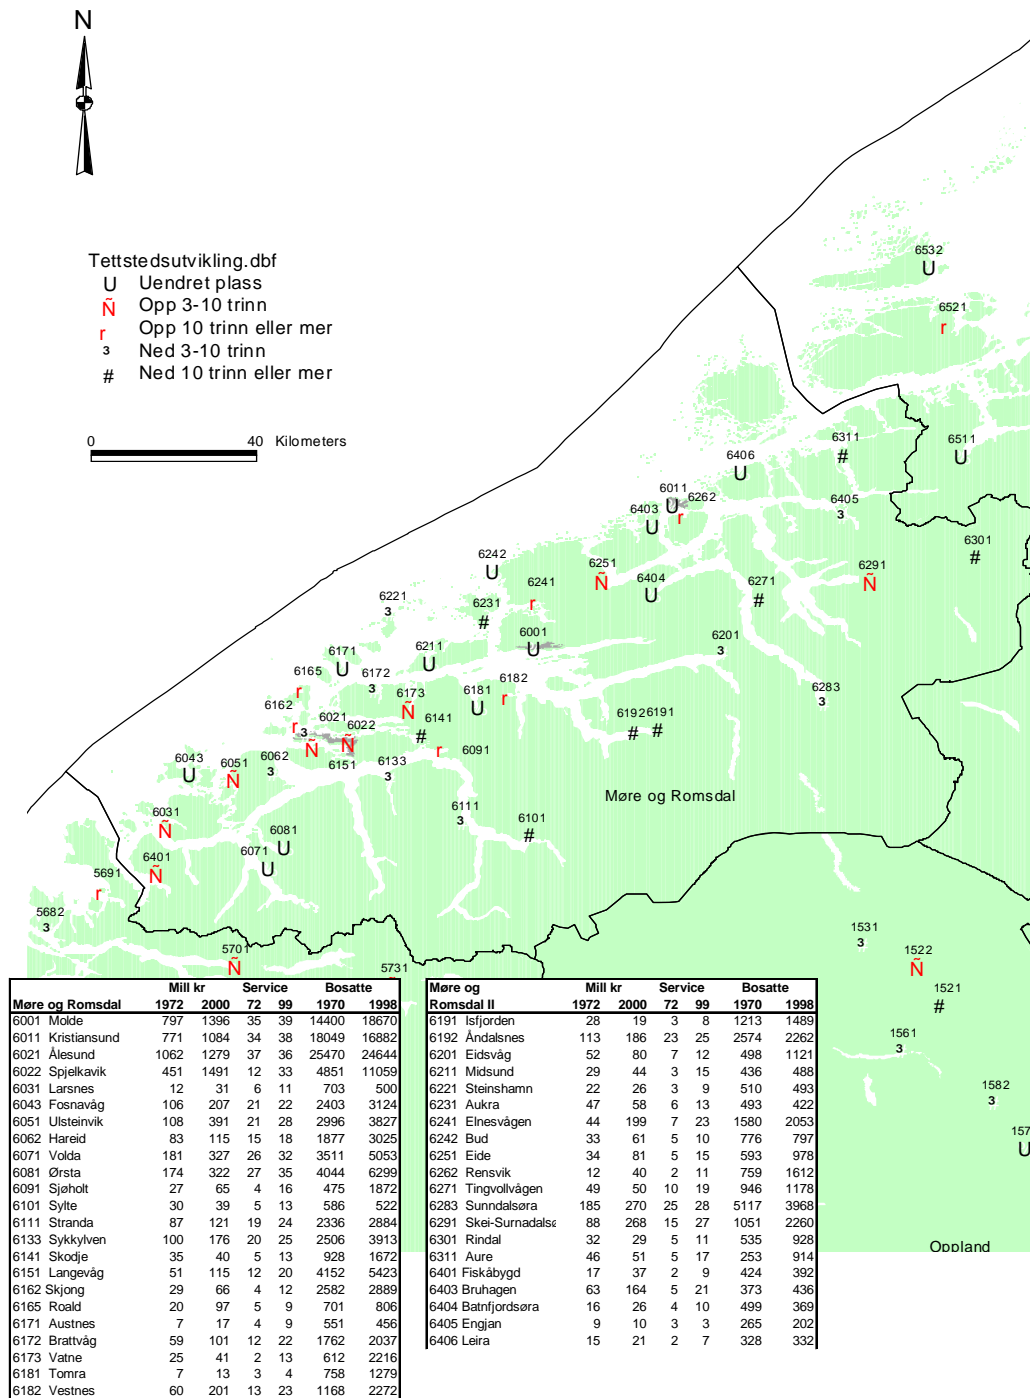 N
Tettstedsutvikling.dbf
U Uendret plass
Ñ Opp 3-10 trinn
r Opp 10 trinn eller mer
3 Ned 3-10 trinn
# Ned 10 trinn eller mer
0 40 Kilometers
6532
U
6521
r
6311
#
6511
U
6406
U
6011
U
6262
r
6405
3
6403
U
6301
#
6242
U
6251
Ñ
6404
U
6291
Ñ
6271
#
6241
r
6221
3
6231
#
6001
U
6201
3
6171
U
6211
U
6165
r
6172
3
6182
r
6181
U
6283
3
6173
Ñ
6162
r
6021
3
Ñ
6022
Ñ
6141
#
6192
#
6191
#
6091
r
6043
U
6051
Ñ
6062
3
6151
6133
3
Møre og Romsdal
6031
Ñ
6111
3
6101
#
6081
U
6071
U
6401
Ñ
5691
r
5682
3
1531
3
5701
Ñ
1522
Ñ
5731
1521
#
1561
3
1582
3
157
U
Oppland
Mill kr Service Bosatte
Møre og Romsdal 1972 2000 72 99 1970 1998
6001 Molde 797 1396 35 39 14400 18670
6011 Kristiansund 771 1084 34 38 18049 16882
6021 Ålesund 1062 1279 37 36 25470 24644
6022 Spjelkavik 451 1491 12 33 4851 11059
6031 Larsnes 12 31 6 11 703 500
6043 Fosnavåg 106 207 21 22 2403 3124
6051 Ulsteinvik 108 391 21 28 2996 3827
6062 Hareid 83 115 15 18 1877 3025
6071 Volda 181 327 26 32 3511 5053
6081 Ørsta 174 322 27 35 4044 6299
6091 Sjøholt 27 65 4 16 475 1872
6101 Sylte 30 39 5 13 586 522
6111 Stranda 87 121 19 24 2336 2884
6133 Sykkylven 100 176 20 25 2506 3913
6141 Skodje 35 40 5 13 928 1672
6151 Langevåg 51 115 12 20 4152 5423
6162 Skjong 29 66 4 12 2582 2889
6165 Roald 20 97 5 9 701 806
6171 Austnes 7 17 4 9 551 456
6172 Brattvåg 59 101 12 22 1762 2037
6173 Vatne 25 41 2 13 612 2216
6181 Tomra 7 13 3 4 758 1279
6182 Vestnes 60 201 13 23 1168 2272
Møre og Mill kr Service Bosatte
Romsdal II 1972 2000 72 99 1970 1998
6191 Isfjorden 28 19 3 8 1213 1489
6192 Åndalsnes 113 186 23 25 2574 2262
6201 Eidsvåg 52 80 7 12 498 1121
6211 Midsund 29 44 3 15 436 488
6221 Steinshamn 22 26 3 9 510 493
6231 Aukra 47 58 6 13 493 422
6241 Elnesvågen 44 199 7 23 1580 2053
6242 Bud 33 61 5 10 776 797
6251 Eide 34 81 5 15 593 978
6262 Rensvik 12 40 2 11 759 1612
6271 Tingvollvågen 49 50 10 19 946 1178
6283 Sunndalsøra 185 270 25 28 5117 3968
6291 Skei-Surnadalsø 88 268 15 27 1051 2260
6301 Rindal 32 29 5 11 535 928
6311 Aure 46 51 5 17 253 914
6401 Fiskåbygd 17 37 2 9 424 392
6403 Bruhagen 63 164 5 21 373 436
6404 Batnfjordsøra 16 26 4 10 499 369
6405 Engjan 9 10 3 3 265 202
6406 Leira 15 21 2 7 328 332